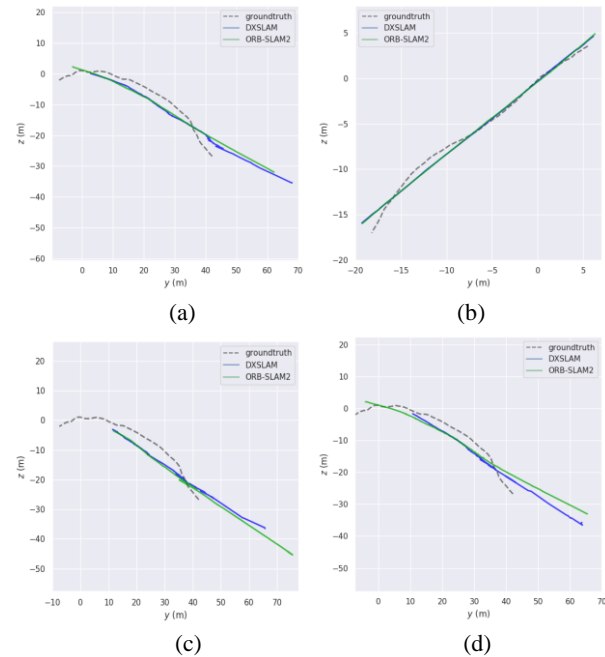 20
10
0
−10
−20
−30
−40
−50
−60
z (m)
0 10 20 30 40 50 60 70
y (m)
groundtruth
DXSLAM
ORB-SLAM2
(a)
5
0
−5
−10
−15
−20
z (m)
−20 −15 −10 −5 0 5
y (m)
groundtruth
DXSLAM
ORB-SLAM2
(b)
20
10
0
−10
−20
−30
−40
−50
z (m)
−10 0 10 20 30 40 50 60 70
y (m)
groundtruth
DXSLAM
ORB-SLAM2
(c)
20
10
0
−10
−20
−30
−40
−50
z (m)
0 10 20 30 40 50 60 70
y (m)
groundtruth
DXSLAM
ORB-SLAM2
(d)